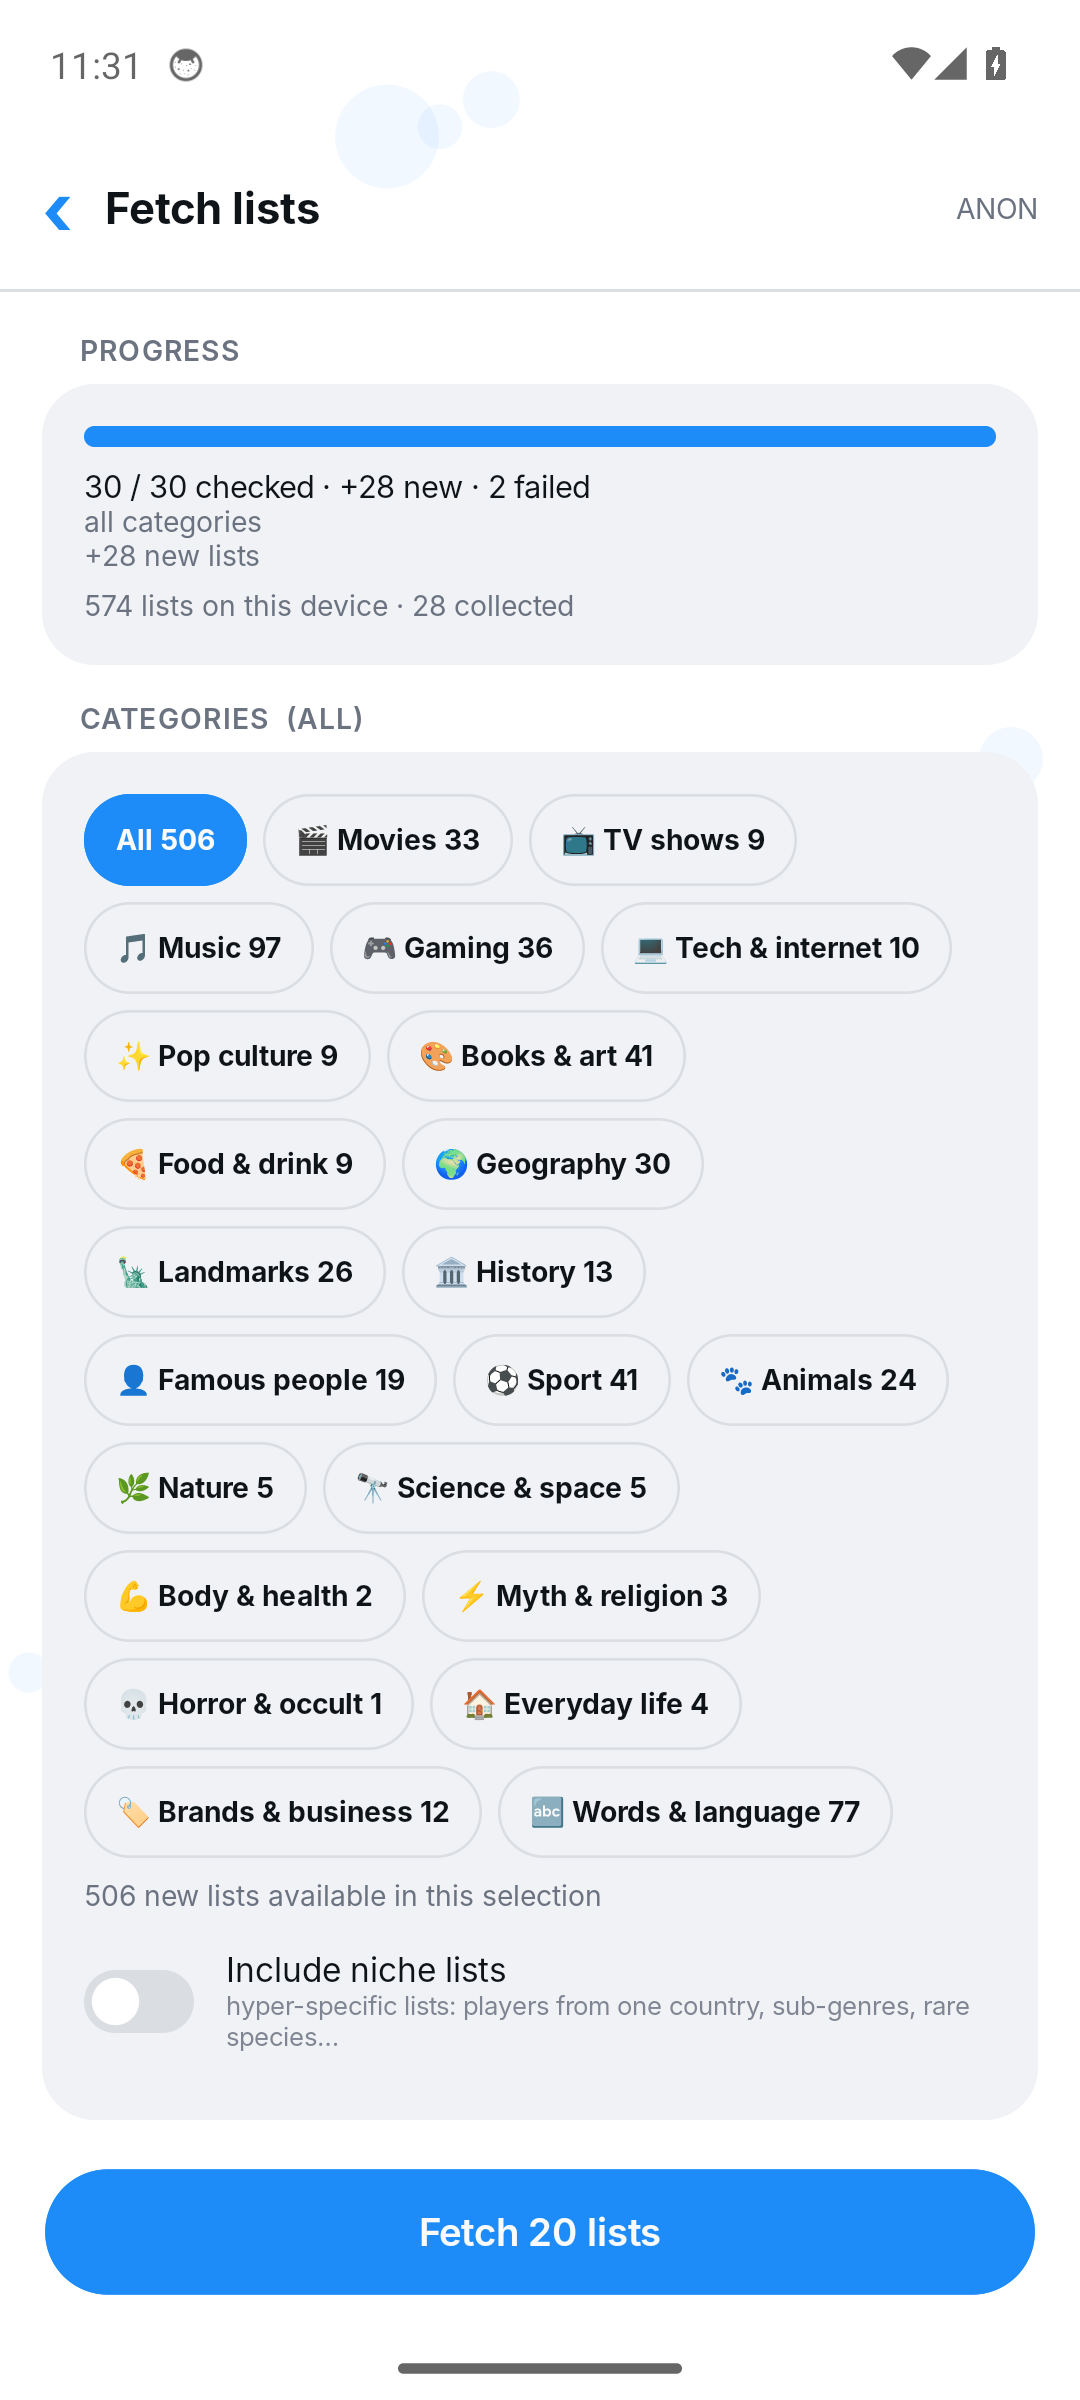 11:31
Fetch lists
ANON
PROGRESS
30 / 30 checked · +28 new · 2 failed
all categories
+28 new lists
574 lists on this device · 28 collected
CATEGORIES (ALL)
All 506
🎬 Movies 33
📺 TV shows 9
🎵 Music 97
🎮 Gaming 36
💻 Tech & internet 10
✨ Pop culture 9
🎨 Books & art 41
🍕 Food & drink 9
🌍 Geography 30
🗽 Landmarks 26
🏛️ History 13
👤 Famous people 19
⚽ Sport 41
🐾 Animals 24
🌿 Nature 5
🔭 Science & space 5
💪 Body & health 2
⚡ Myth & religion 3
💀 Horror & occult 1
🏠 Everyday life 4
🏷️ Brands & business 12
🔤 Words & language 77
506 new lists available in this selection
Include niche lists
hyper-specific lists: players from one country, sub-genres, rare
species...
Fetch 20 lists